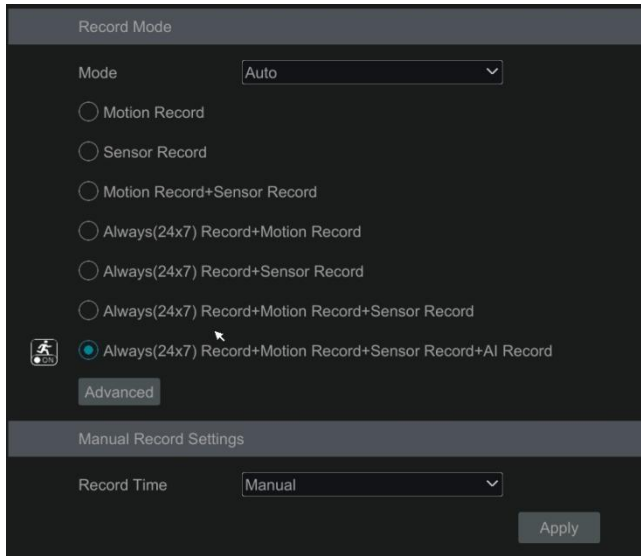 Record Mode
Mode Auto
Motion Record
Sensor Record
Motion Record+Sensor Record
Always(24x7) Record+Motion Record
Always(24x7) Record+Sensor Record
Always(24x7) Record+Motion Record+Sensor Record
ON
Always(24x7) Record+Motion Record+Sensor Record+AI Record
Advanced
Manual Record Settings
Record Time Manual
Apply